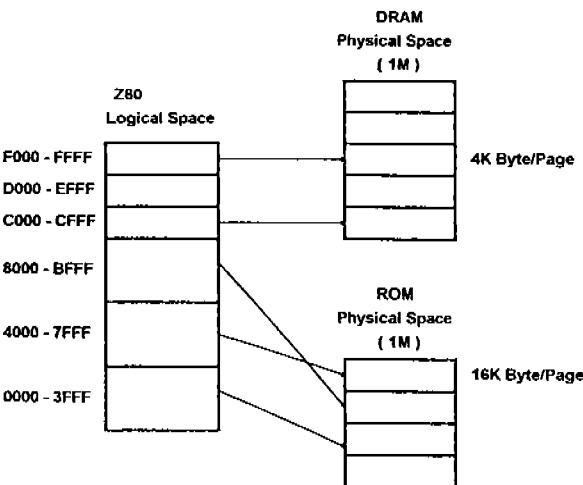 DRAM
Physical Space
( 1M )
Z80
Logical Space
F000 - FFFF
D000 - EFFF
C000 - CFFF
8000 - BFFF
4000 - 7FFF
0000 - 3FFF
4K Byte/Page
ROM
Physical Space
( 1M )
16K Byte/Page